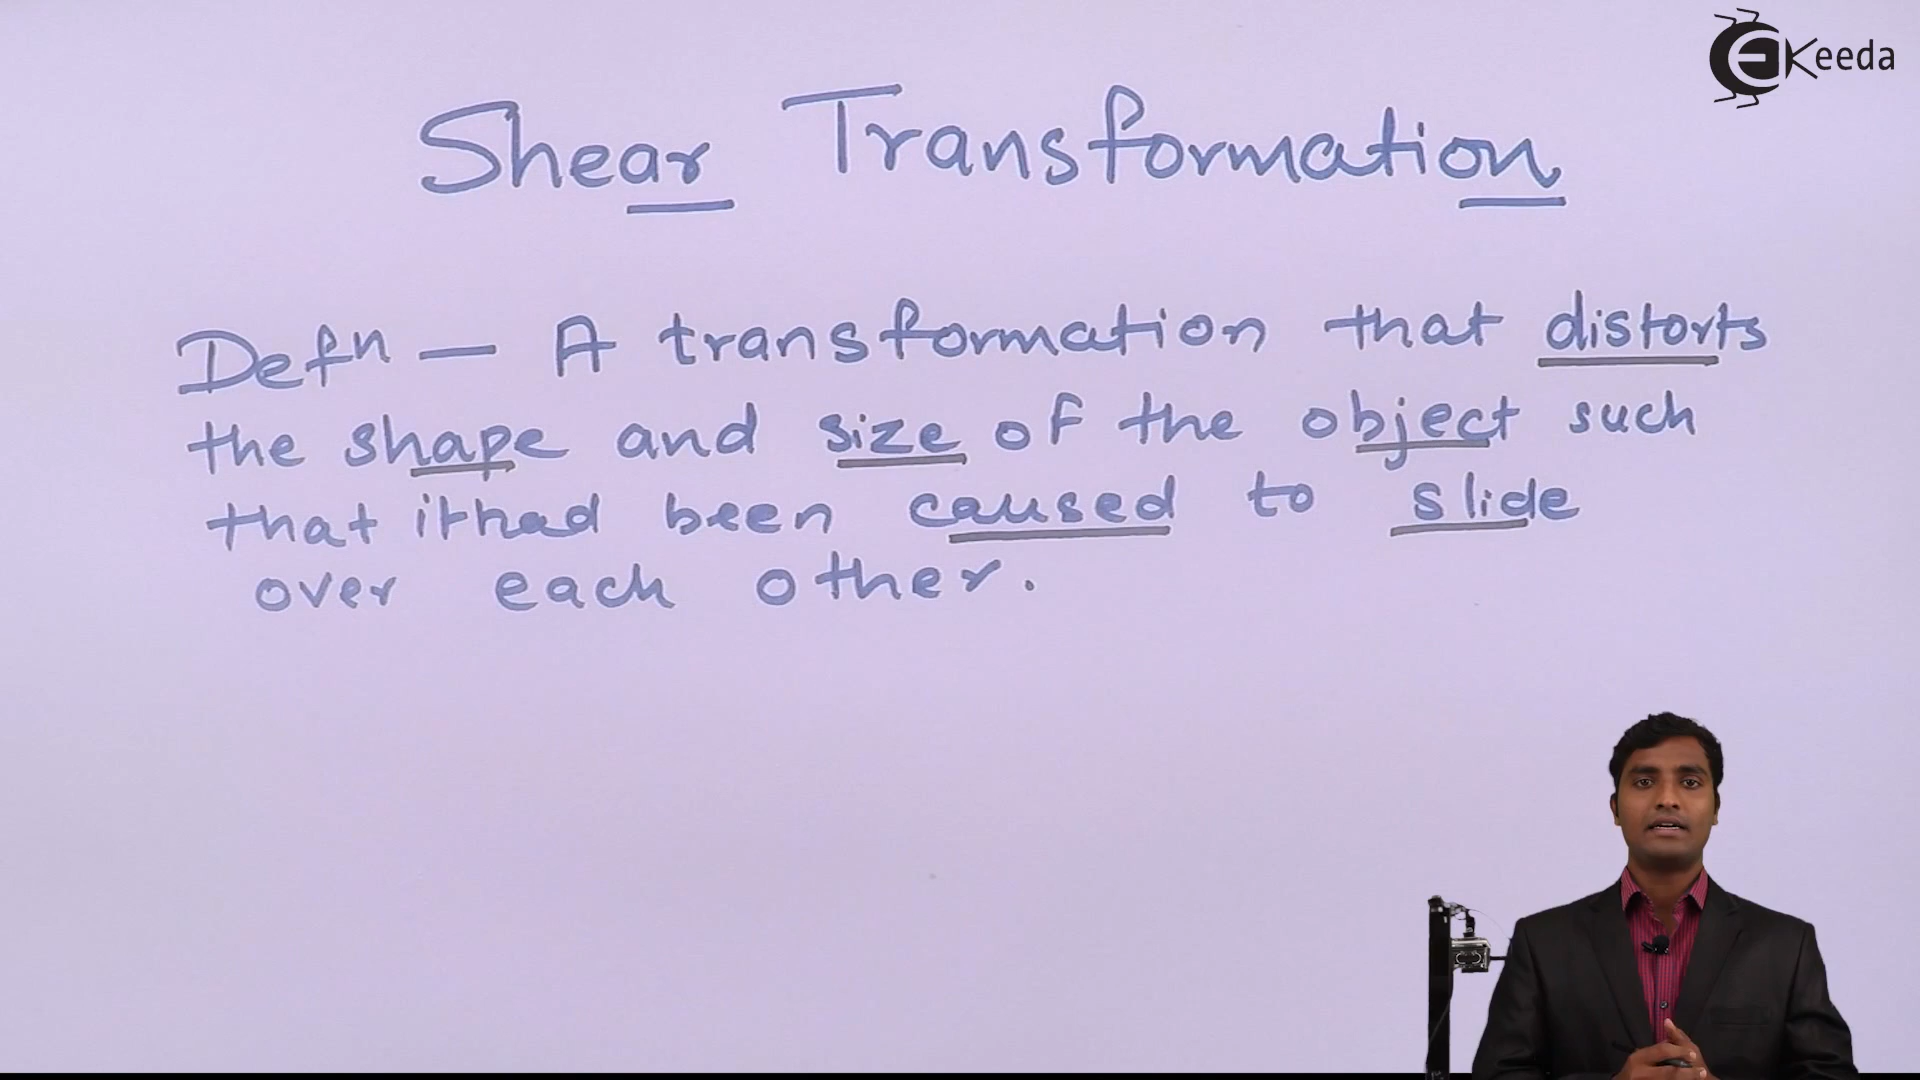 EKeeda
Shear Transformation
Defn — A transformation that distorts
the shape and size of the object such
that it had been caused to slide
over each other.